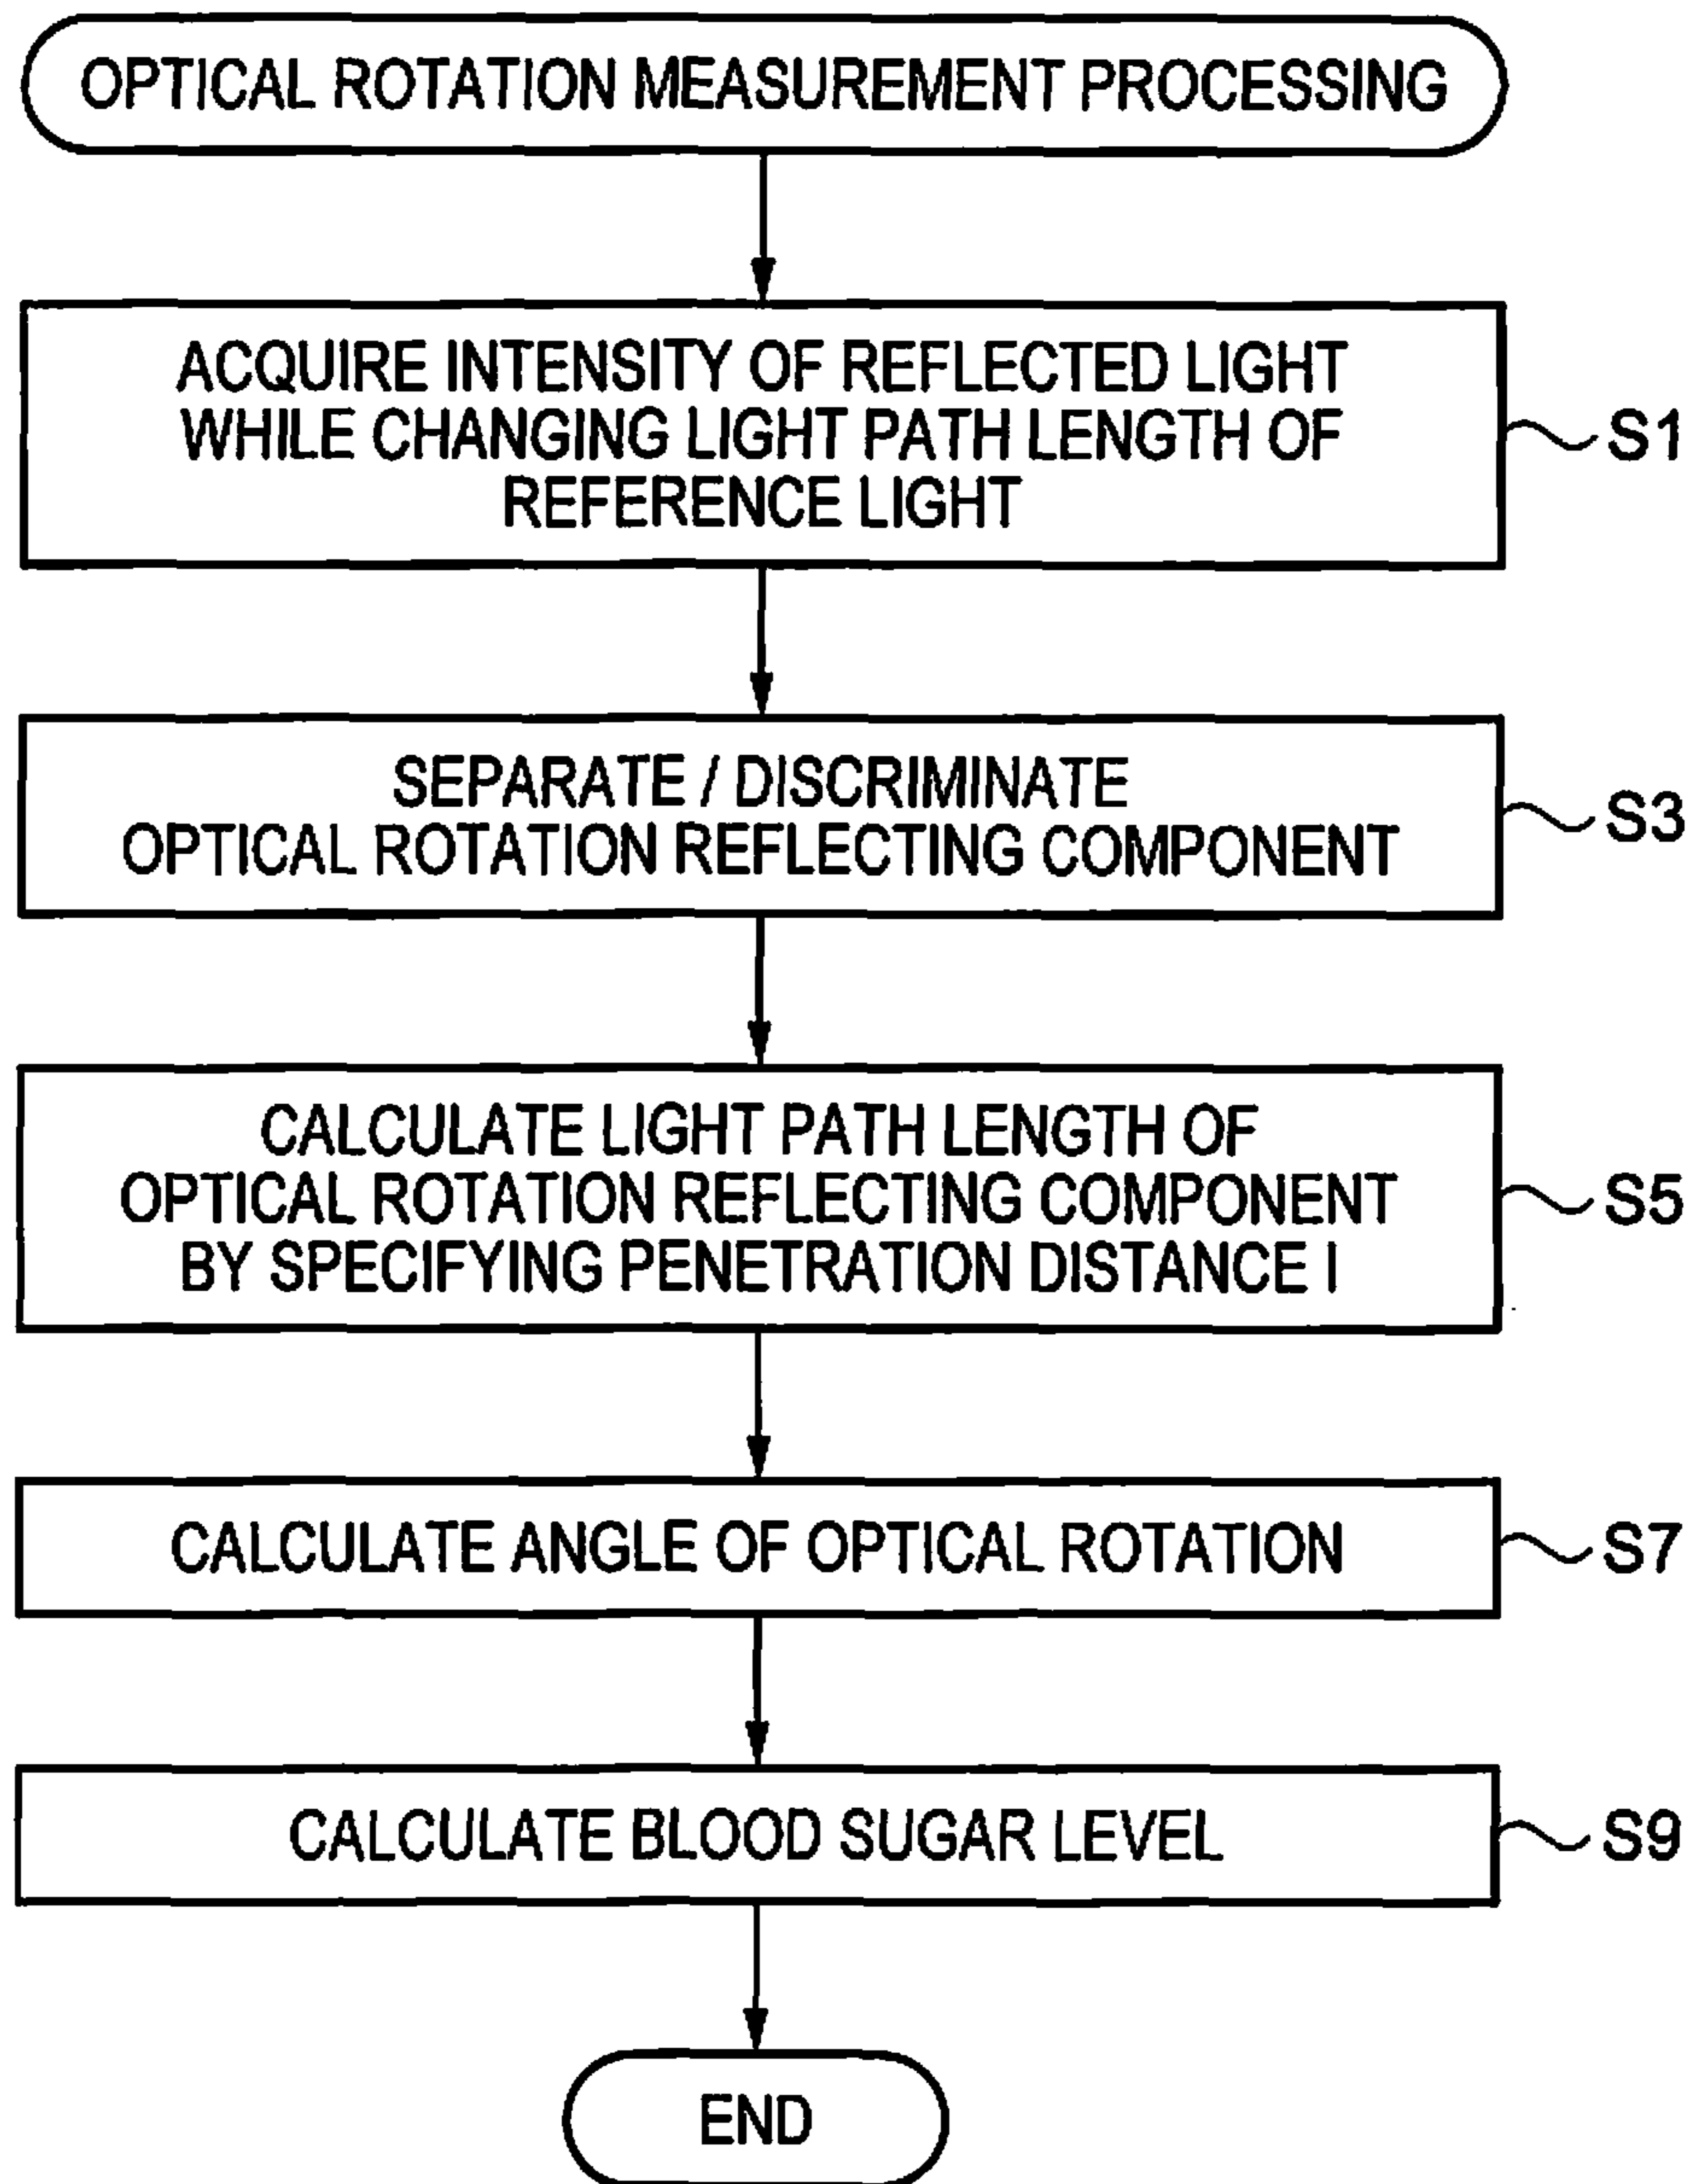 OPTICAL ROTATION MEASUREMENT PROCESSING
ACQUIRE INTENSITY OF REFLECTED LIGHT
WHILE CHANGING LIGHT PATH LENGTH OF
REFERENCE LIGHT
S1
SEPARATE / DISCRIMINATE
OPTICAL ROTATION REFLECTING COMPONENT
S3
CALCULATE LIGHT PATH LENGTH OF
OPTICAL ROTATION REFLECTING COMPONENT
BY SPECIFYING PENETRATION DISTANCE l
S5
CALCULATE ANGLE OF OPTICAL ROTATION
S7
CALCULATE BLOOD SUGAR LEVEL
S9
END